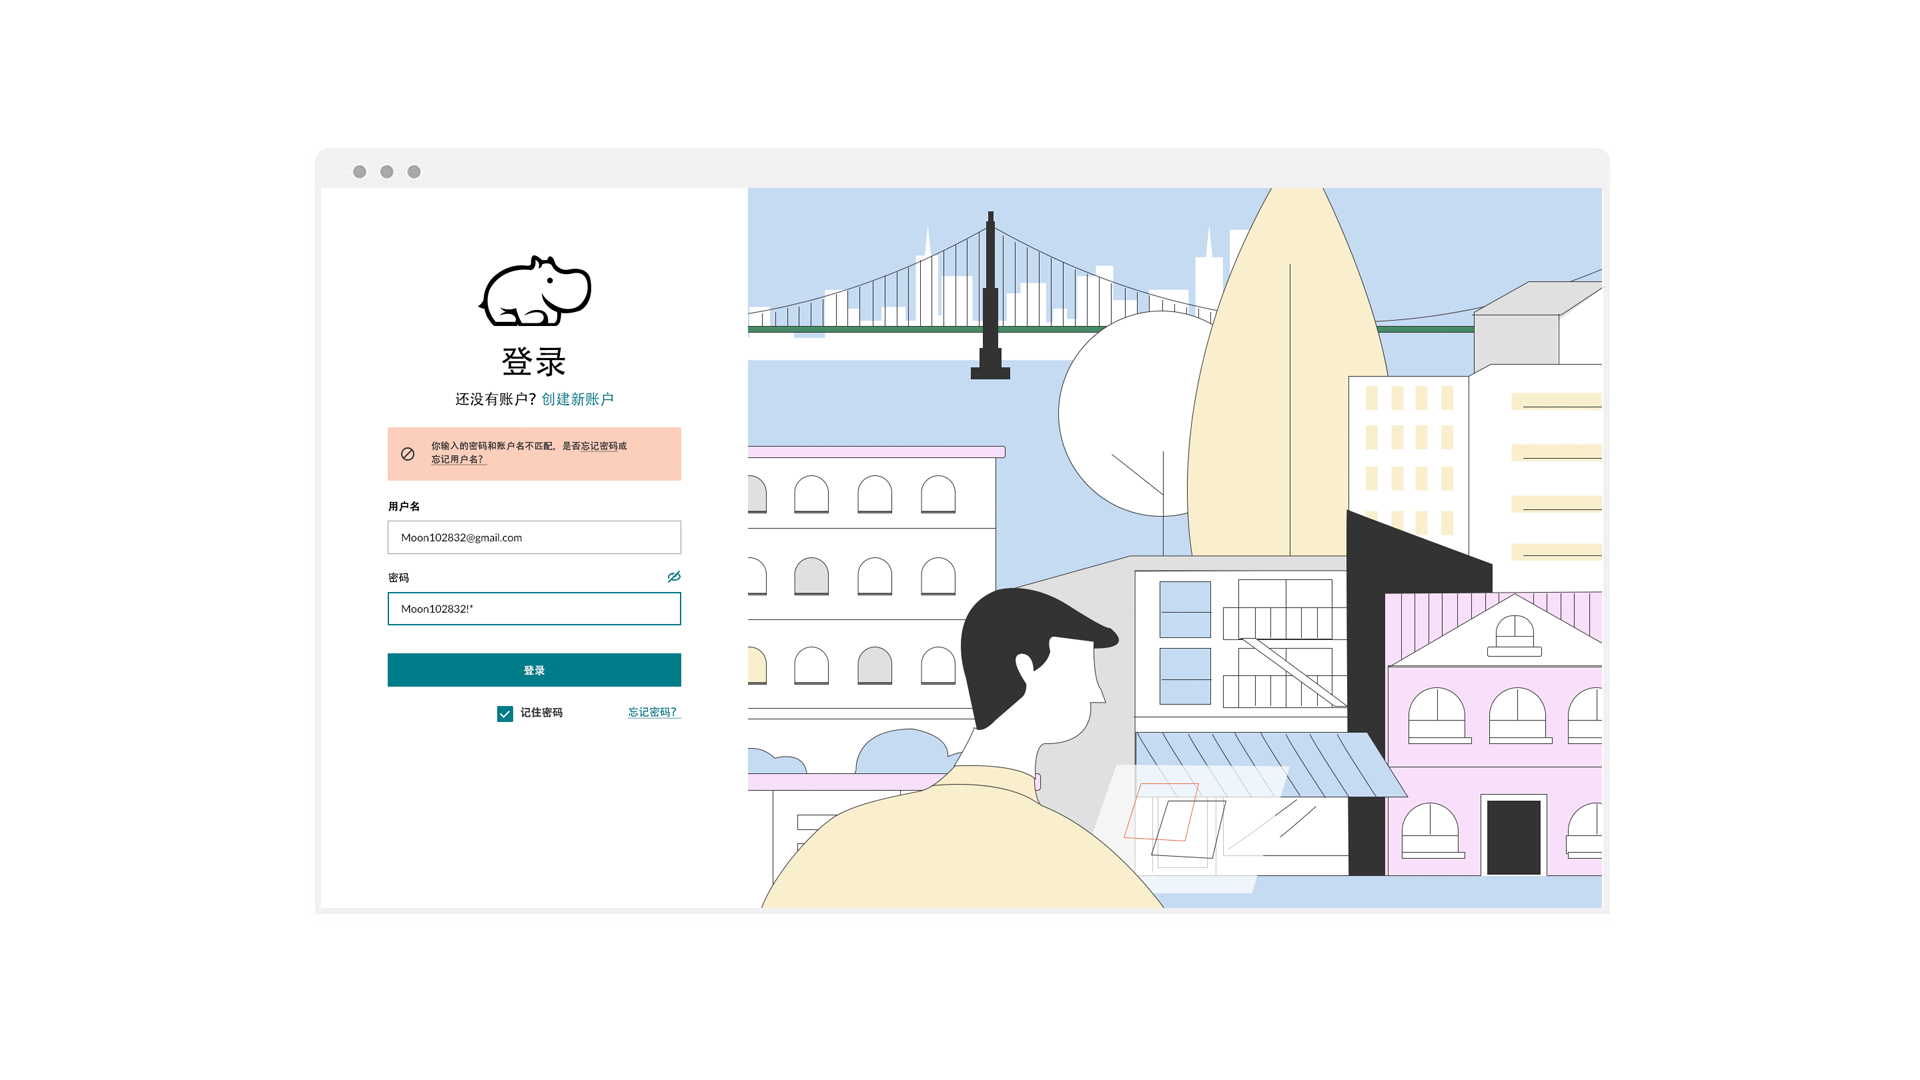 登录
还没有账户? 创建新账户
你输入的密码和账户名不匹配, 是否忘记密码或
忘记用户名?
用户名
Moon102832@gmail.com
密码
Moon102832!*
登录
记住密码 忘记密码?